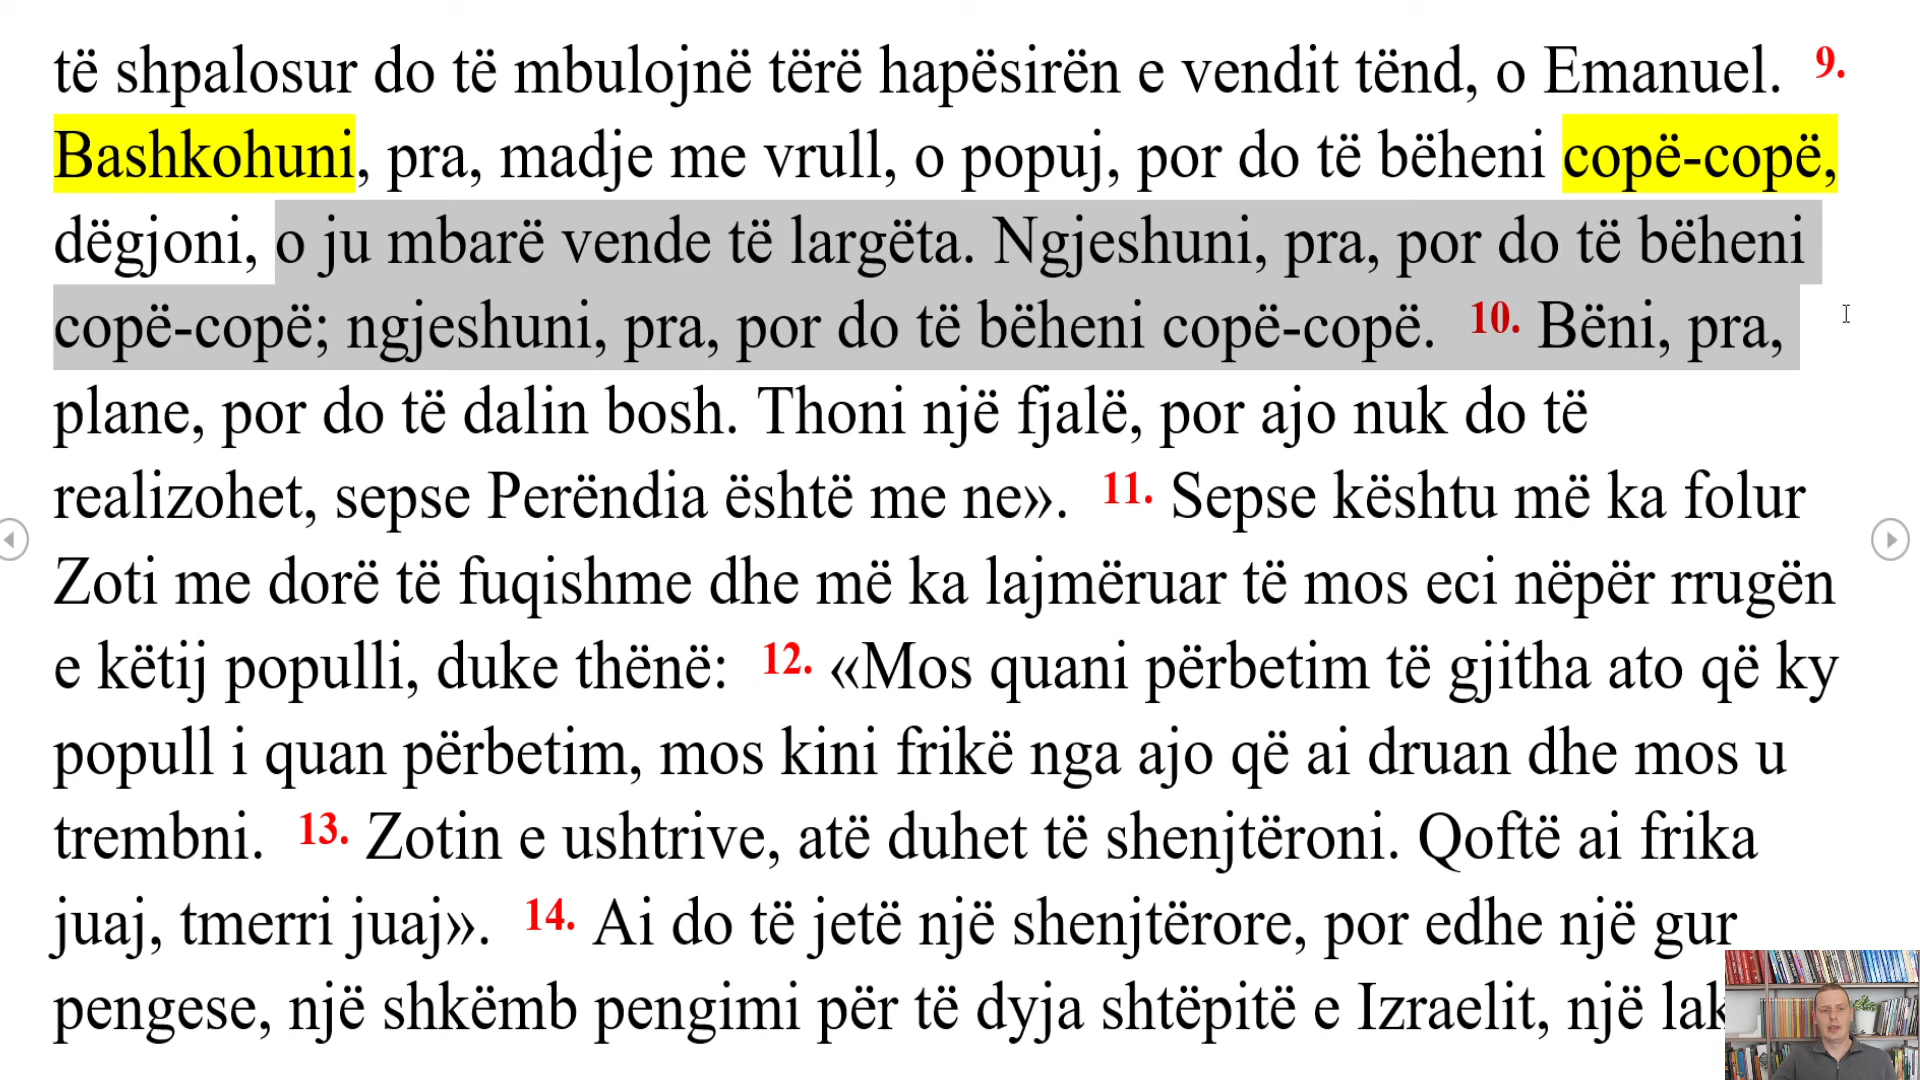 të shpalosur do të mbulojnë tërë hapësirën e vendit tënd, o Emanuel. 9.
Bashkohuni, pra, madje me vrull, o popuj, por do të bëheni copë-copë,
dëgjoni, o ju mbarë vende të largëta. Ngjeshuni, pra, por do të bëheni
copë-copë; ngjeshuni, pra, por do të bëheni copë-copë. 10. Bëni, pra,
plane, por do të dalin bosh. Thoni një fjalë, por ajo nuk do të
realizohet, sepse Perëndia është me ne». 11. Sepse kështu më ka folur
Zoti me dorë të fuqishme dhe më ka lajmëruar të mos eci nëpër rrugën
e këtij populli, duke thënë: 12. «Mos quani përbetim të gjitha ato që ky
popull i quan përbetim, mos kini frikë nga ajo që ai druan dhe mos u
trembni. 13. Zotin e ushtrive, atë duhet të shenjtëroni. Qoftë ai frika
juaj, tmerri juaj». 14. Ai do të jetë një shenjtërore, por edhe një gur
pengese, një shkëmb pengimi për të dyja shtëpitë e Izraelit, një lak